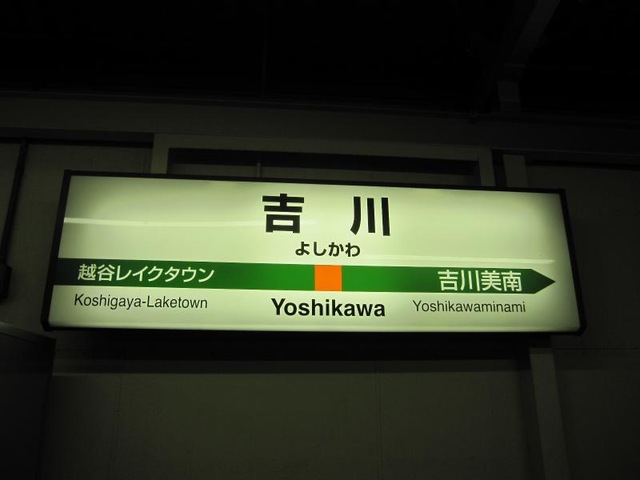 吉川
よしかわ
越谷レイクタウン 吉川美南
Koshigaya-Laketown Yoshikawa Yoshikawaminami